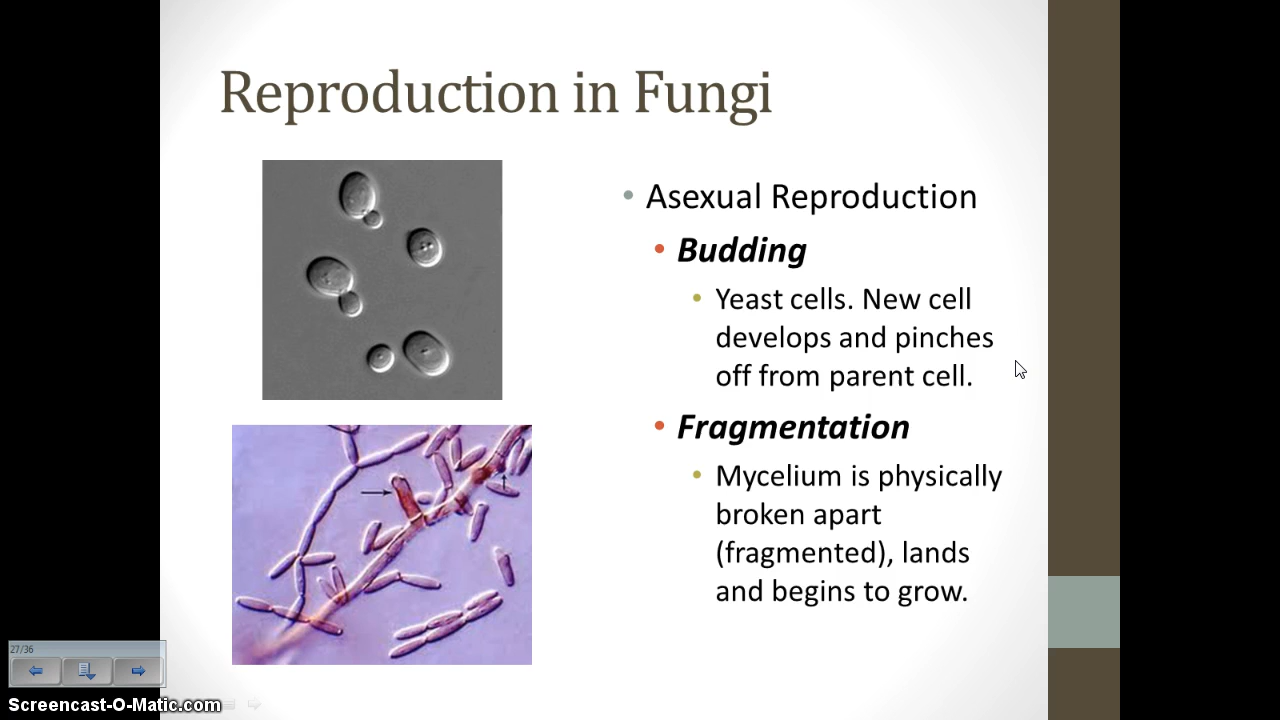 Reproduction in Fungi
• Asexual Reproduction
• Budding
• Yeast cells. New cell
develops and pinches
off from parent cell.
• Fragmentation
• Mycelium is physically
broken apart
(fragmented), lands
and begins to grow.
27/36
Screencast-O-Matic.com